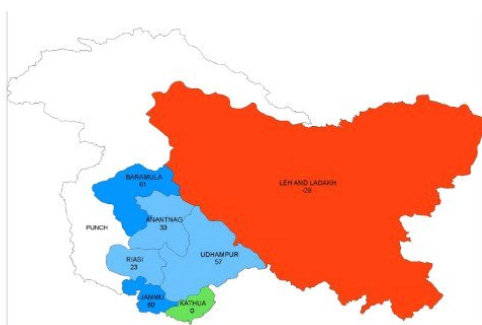 BARAMULA
61
LEH AND LADAKH
-26
ANANTNAG
33
PUNCH
UDHAMPUR
57
RIASI
23
JAMMU
60
KATHUA
0